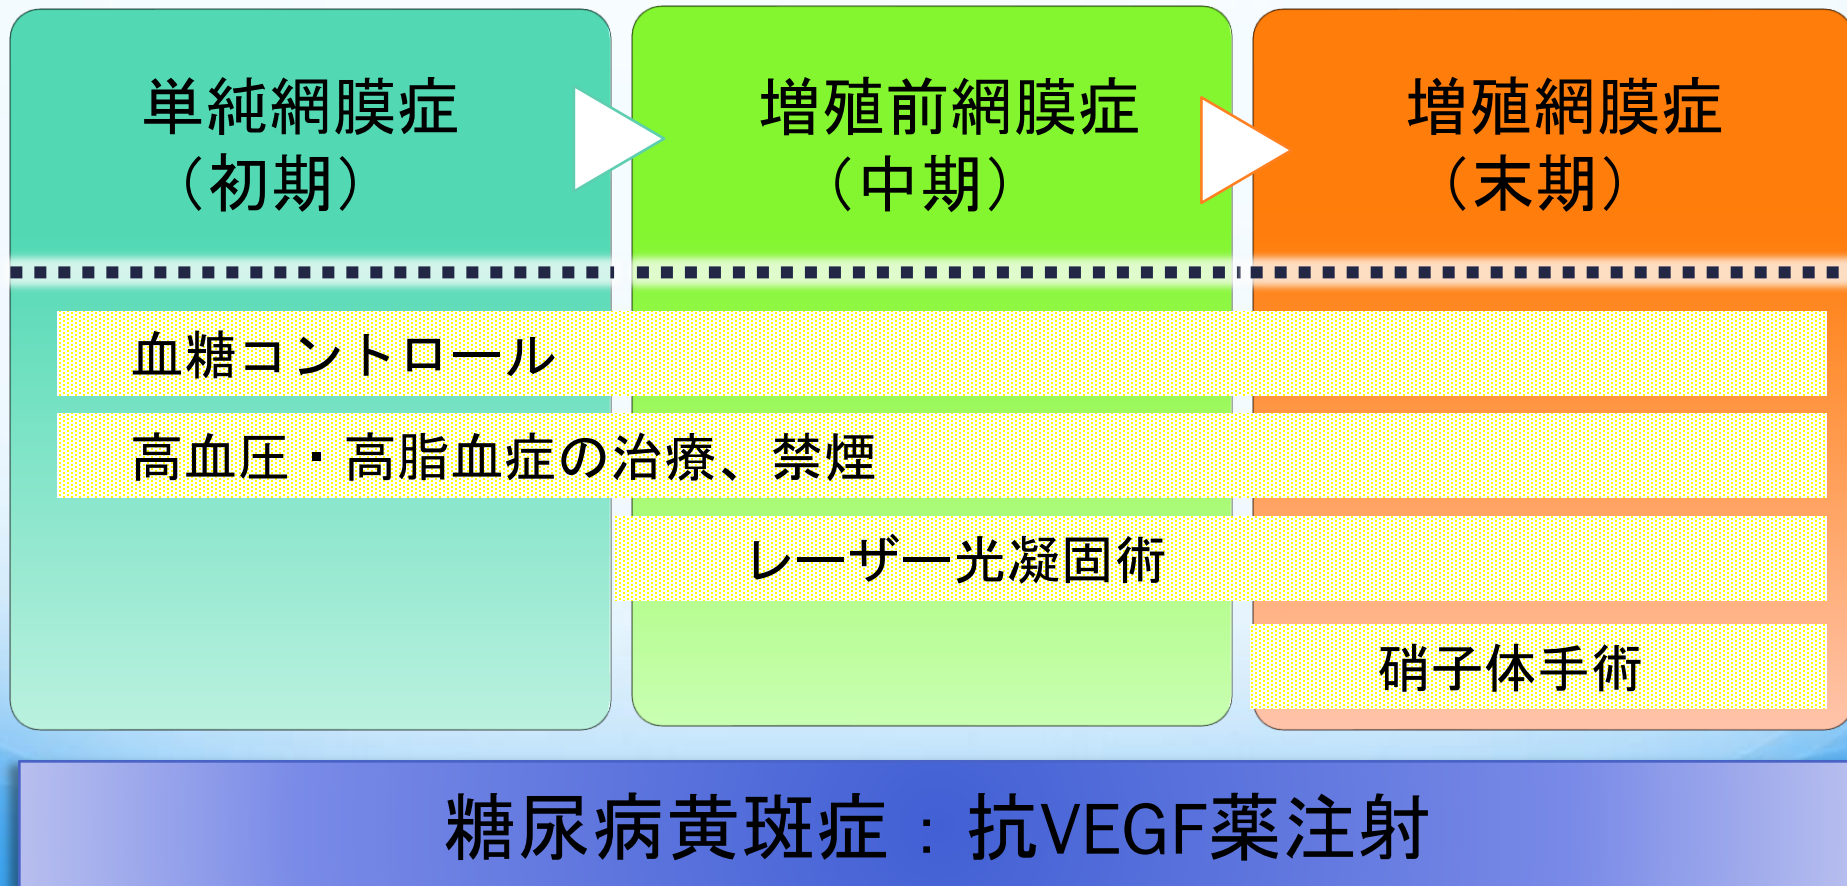 単純網膜症
（初期）
増殖前網膜症
（中期）
増殖網膜症
（末期）
血糖コントロール
高血圧・高脂血症の治療、禁煙
レーザー光凝固術
硝子体手術
糖尿病黄斑症：抗VEGF薬注射